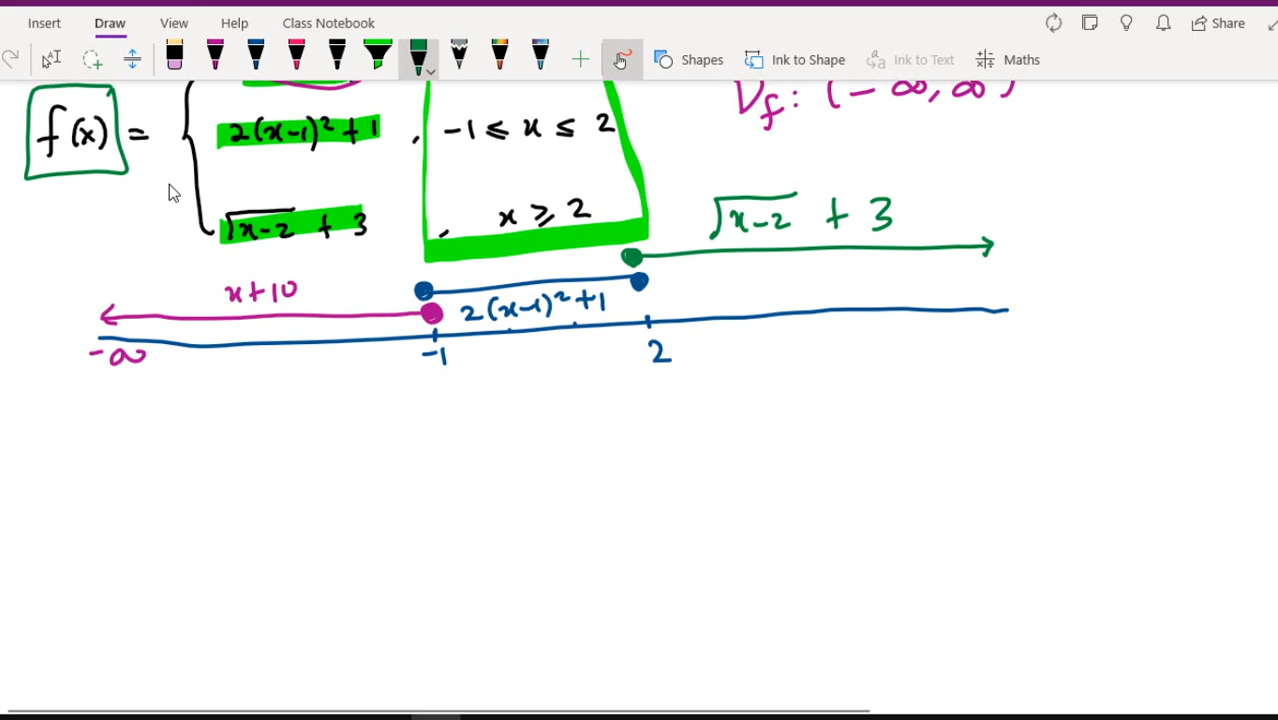 Insert Draw View Help Class Notebook Share
Shapes Ink to Shape Ink to Text Maths
D_f : (-∞, ∞)
f(x) = { 2(x-1)² + 1 , -1 ≤ x ≤ 2
√(x-2) + 3 , x ≥ 2
√(x-2) + 3
x+10
2(x-1)² + 1
-∞ -1 2